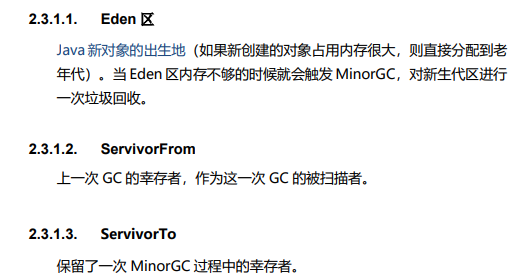 2.3.1.1. Eden 区
Java 新对象的出生地（如果新创建的对象占用内存很大，则直接分配到老
年代）。当 Eden 区内存不够的时候就会触发 MinorGC，对新生代区进行
一次垃圾回收。
2.3.1.2. ServivorFrom
上一次 GC 的幸存者，作为这一次 GC 的被扫描者。
2.3.1.3. ServivorTo
保留了一次 MinorGC 过程中的幸存者。